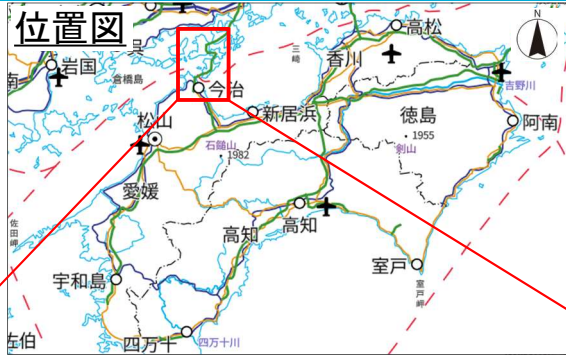 位置図
N
高松
岩国
倉橋島
三崎
香川
今治
吉野川
新居浜
徳島
阿南
松山
石鎚山
1982
1955
剣山
愛媛
高知
高知
佐田岬
室戸
宇和島
室戸岬
佐伯
四万十
四万十川